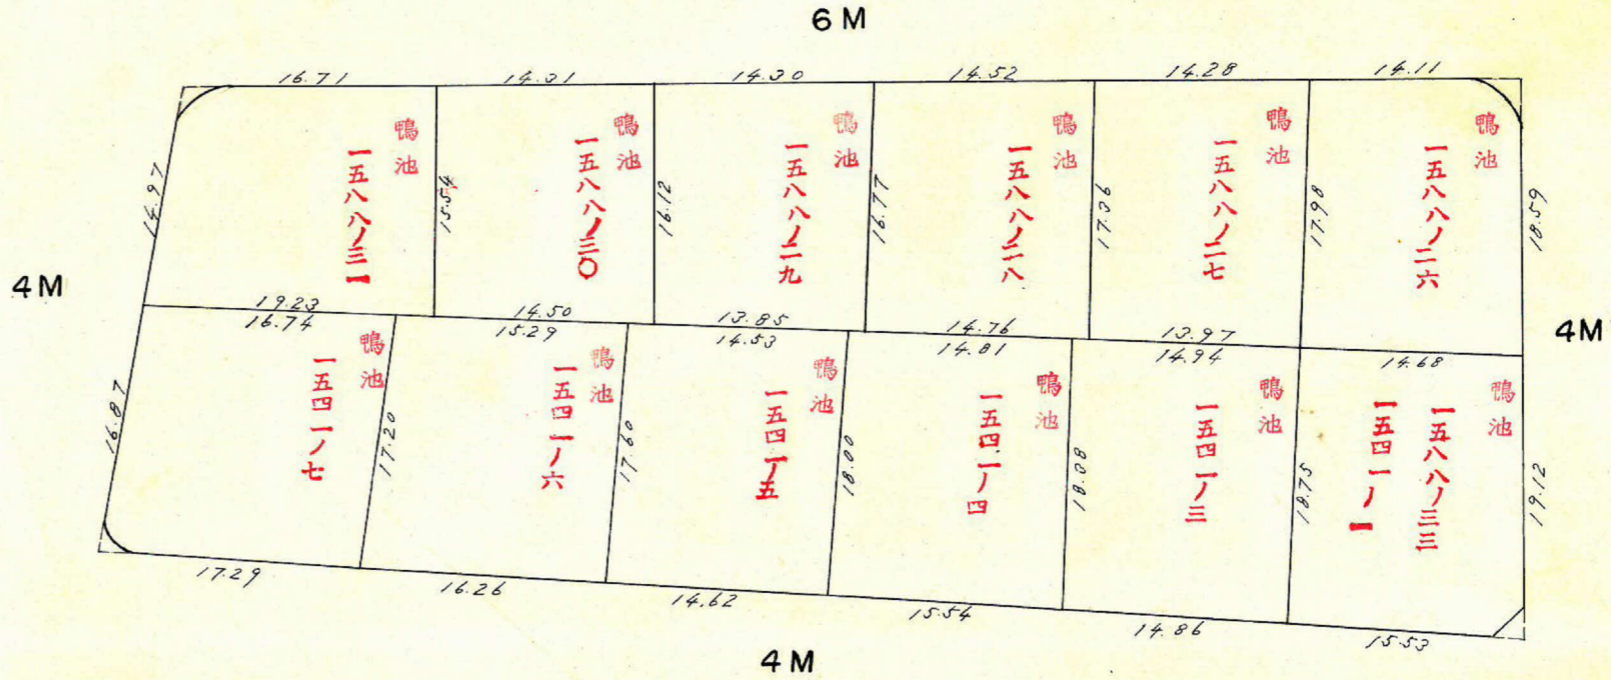 6M
16.71
14.31
14.30
14.52
14.28
14.11
鴨池
一五八八ノ三一
鴨池
一五八八ノ三〇
鴨池
一五八八ノ二九
鴨池
一五八八ノ二八
鴨池
一五八八ノ二七
鴨池
一五八八ノ二六
14.97
15.54
16.12
16.77
17.36
17.98
18.59
4M
4M
19.23
14.50
13.85
14.76
13.97
14.68
16.74
15.29
14.53
14.81
14.94
鴨池
一五四一ノ七
鴨池
一五四一ノ六
鴨池
一五四一ノ五
鴨池
一五四一ノ四
鴨池
一五四一ノ三
鴨池
一五八八ノ三三
一五四一ノ一
16.87
17.20
17.60
18.00
18.38
18.75
19.12
17.29
16.26
14.62
15.54
14.86
15.53
4M